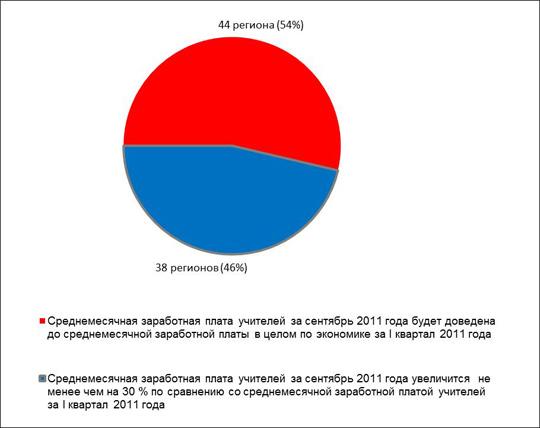 44 региона (54%)
38 регионов (46%)
Среднемесячная заработная плата учителей за сентябрь 2011 года будет доведена
до среднемесячной заработной платы в целом по экономике за I квартал 2011 года
Среднемесячная заработная плата учителей за сентябрь 2011 года увеличится не
менее чем на 30 % по сравнению со среднемесячной заработной платой учителей
за I квартал 2011 года